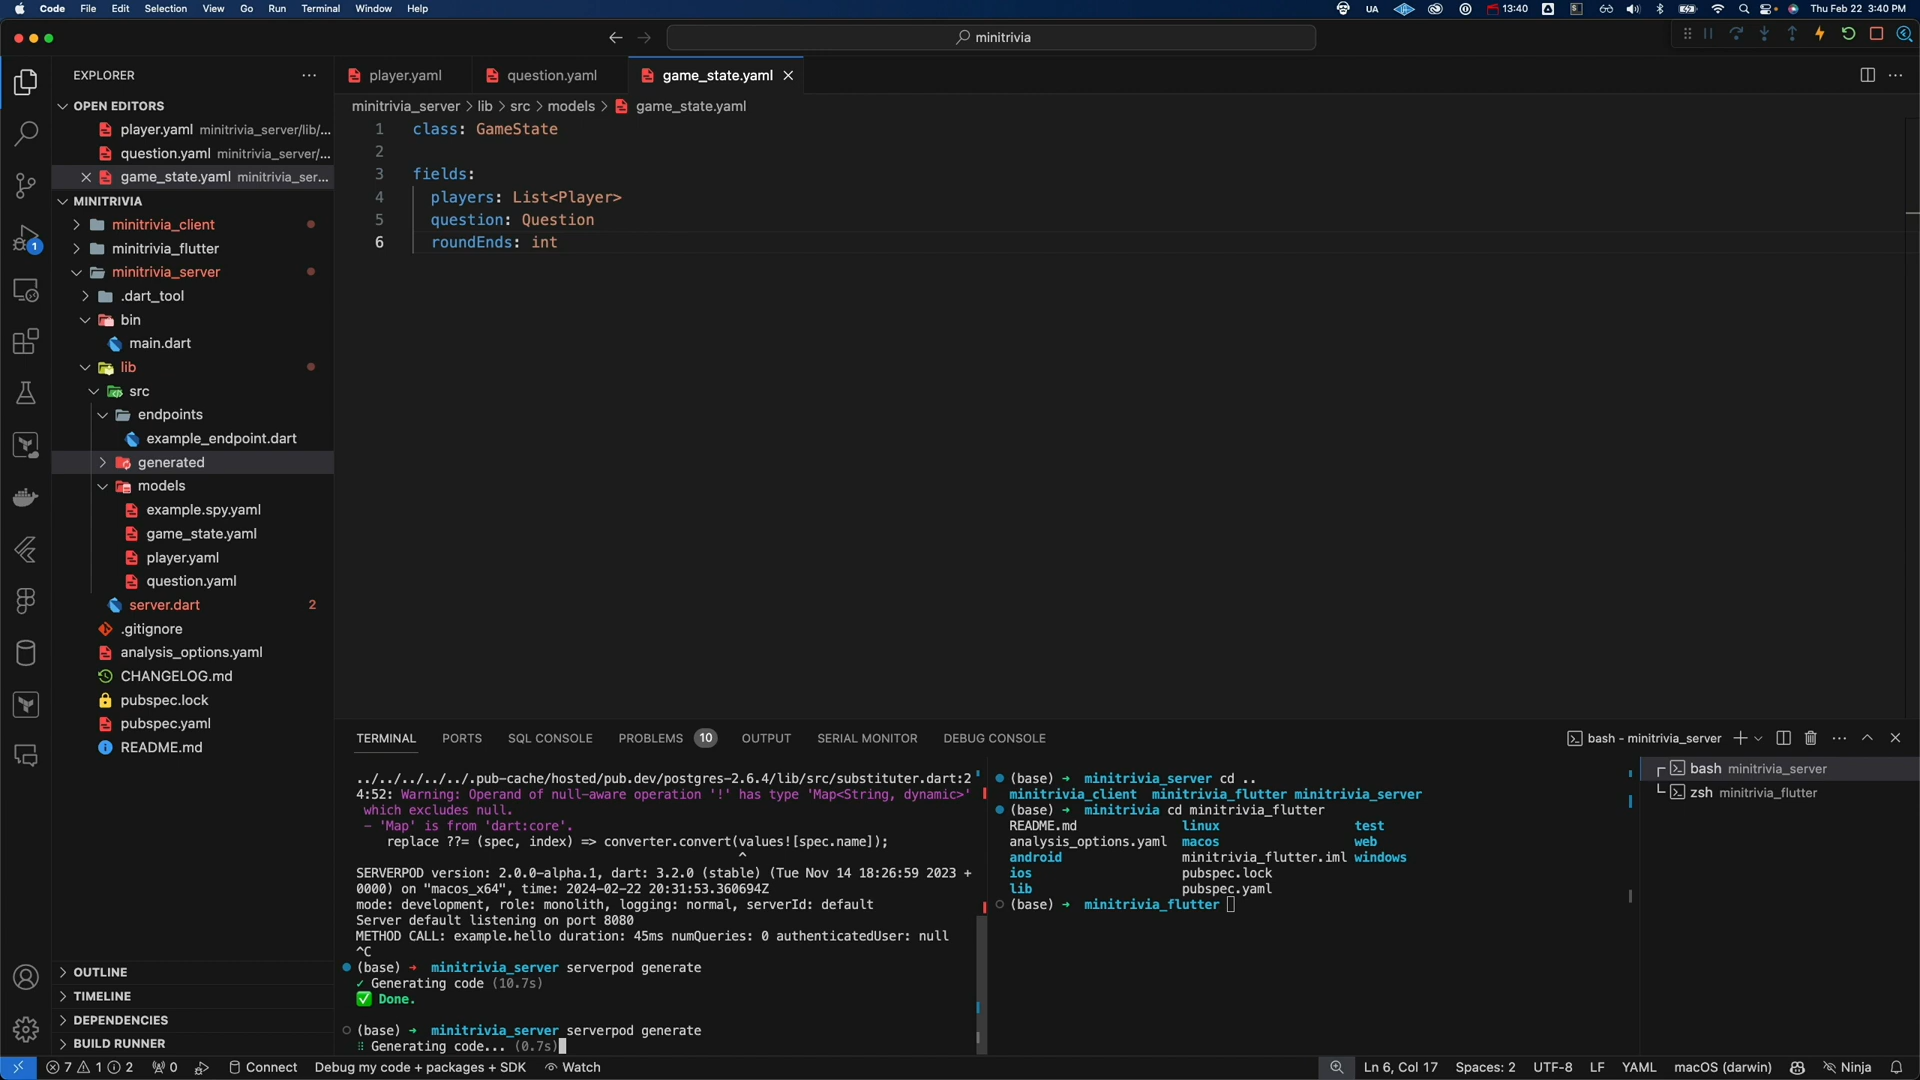 Code File Edit Selection View Go Run Terminal Window Help
UA 13:40 Thu Feb 22 3:40 PM
minitrivia
EXPLORER
player.yaml question.yaml game_state.yaml
OPEN EDITORS
minitrivia_server > lib > src > models > game_state.yaml
player.yaml minitrivia_server/lib/...
question.yaml minitrivia_server/...
game_state.yaml minitrivia_ser...
MINITRIVIA
minitrivia_client
minitrivia_flutter
minitrivia_server
.dart_tool
bin
main.dart
lib
src
endpoints
example_endpoint.dart
generated
models
example.spy.yaml
game_state.yaml
player.yaml
question.yaml
server.dart 2
.gitignore
analysis_options.yaml
CHANGELOG.md
pubspec.lock
pubspec.yaml
README.md
OUTLINE
TIMELINE
DEPENDENCIES
BUILD RUNNER
1
1 class: GameState
2
3 fields:
4 players: List<Player>
5 question: Question
6 roundEnds: int
TERMINAL PORTS SQL CONSOLE PROBLEMS 10 OUTPUT SERIAL MONITOR DEBUG CONSOLE
bash - minitrivia_server
../../../../../.pub-cache/hosted/pub.dev/postgres-2.6.4/lib/src/substituter.dart:2
4:52: Warning: Operand of null-aware operation '!' has type 'Map<String, dynamic>'
which excludes null.
- 'Map' is from 'dart:core'.
replace ??= (spec, index) => converter.convert(values![spec.name]);
^
SERVERPOD version: 2.0.0-alpha.1, dart: 3.2.0 (stable) (Tue Nov 14 18:26:59 2023 +
0000) on "macos_x64", time: 2024-02-22 20:31:53.360694Z
mode: development, role: monolith, logging: normal, serverId: default
Server default listening on port 8080
METHOD CALL: example.hello duration: 45ms numQueries: 0 authenticatedUser: null
^C
(base) → minitrivia_server serverpod generate
✓ Generating code (10.7s)
✅ Done.
(base) → minitrivia_server serverpod generate
Generating code... (0.7s)
(base) → minitrivia_server cd ..
minitrivia_client minitrivia_flutter minitrivia_server
(base) → minitrivia cd minitrivia_flutter
README.md linux test
analysis_options.yaml macos web
android minitrivia_flutter.iml windows
ios pubspec.lock
lib pubspec.yaml
(base) → minitrivia_flutter
bash minitrivia_server
zsh minitrivia_flutter
7 1 2 0 Connect Debug my code + packages + SDK Watch
Ln 6, Col 17 Spaces: 2 UTF-8 LF YAML macOS (darwin) Ninja